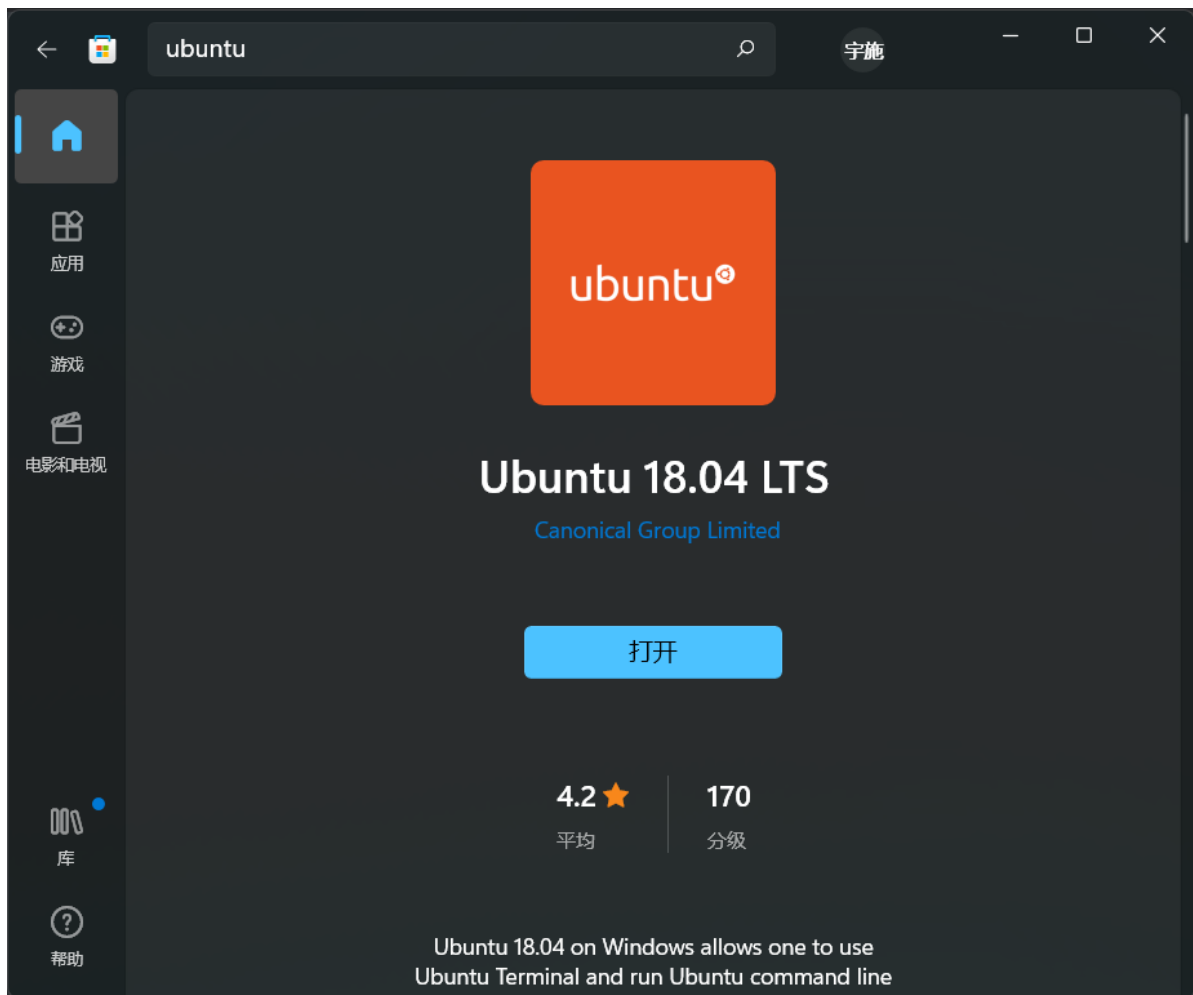 ubuntu
宇施
应用
游戏
电影和电视
库
帮助
ubuntu
Ubuntu 18.04 LTS
Canonical Group Limited
打开
4.2 170
平均 分级
Ubuntu 18.04 on Windows allows one to use
Ubuntu Terminal and run Ubuntu command line